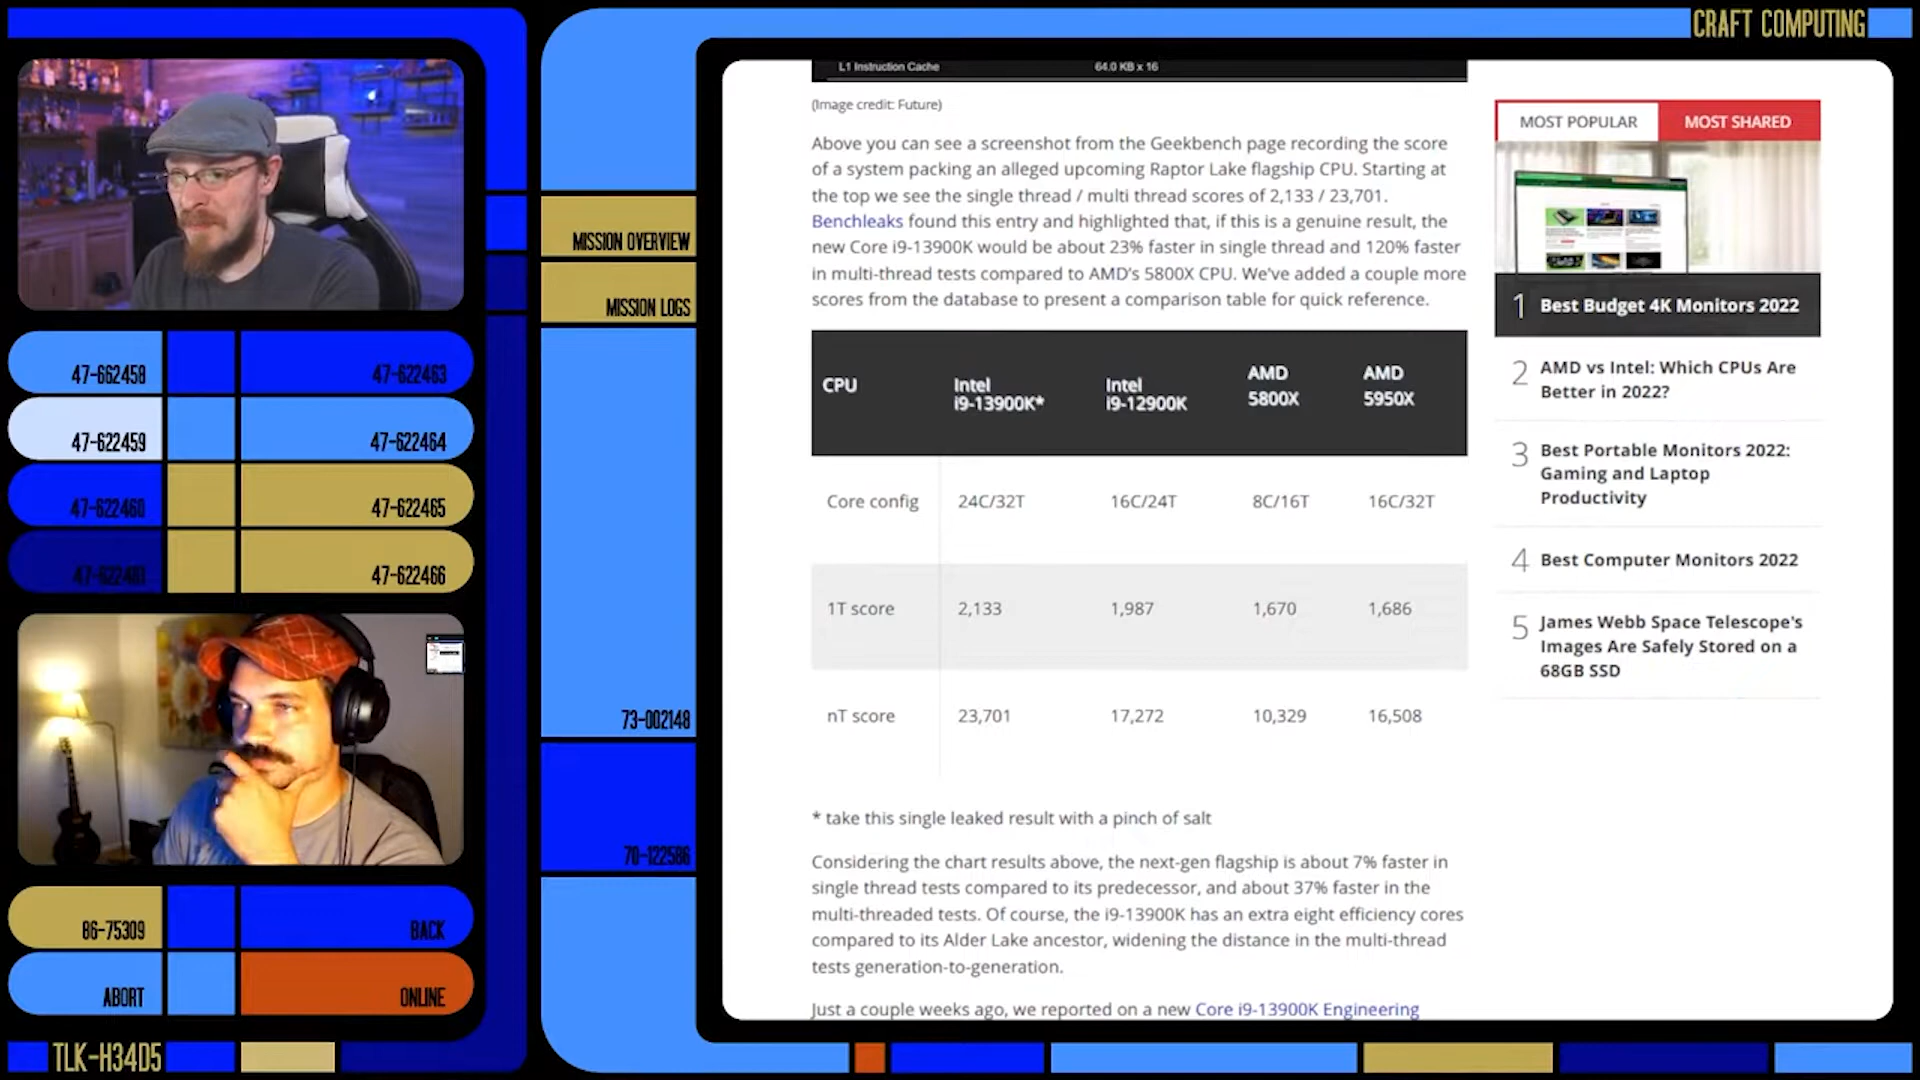 CRAFT COMPUTING
47-662458
47-622463
47-622459
47-622464
47-622460
47-622465
47-622466
86-75309
BACK
ABORT
ONLINE
TLK-H34D5
MISSION OVERVIEW
MISSION LOGS
73-002148
70-122586
L1 Instruction Cache 64.0 KB x 16
(Image credit: Future)
Above you can see a screenshot from the Geekbench page recording the score
of a system packing an alleged upcoming Raptor Lake flagship CPU. Starting at
the top we see the single thread / multi thread scores of 2,133 / 23,701.
Benchleaks found this entry and highlighted that, if this is a genuine result, the
new Core i9-13900K would be about 23% faster in single thread and 120% faster
in multi-thread tests compared to AMD's 5800X CPU. We've added a couple more
scores from the database to present a comparison table for quick reference.
CPU Intel i9-13900K* Intel i9-12900K AMD 5800X AMD 5950X
Core config 24C/32T 16C/24T 8C/16T 16C/32T
1T score 2,133 1,987 1,670 1,686
nT score 23,701 17,272 10,329 16,508
* take this single leaked result with a pinch of salt
Considering the chart results above, the next-gen flagship is about 7% faster in
single thread tests compared to its predecessor, and about 37% faster in the
multi-threaded tests. Of course, the i9-13900K has an extra eight efficiency cores
compared to its Alder Lake ancestor, widening the distance in the multi-thread
tests generation-to-generation.
Just a couple weeks ago, we reported on a new Core i9-13900K Engineering
MOST POPULAR
MOST SHARED
1 Best Budget 4K Monitors 2022
2 AMD vs Intel: Which CPUs Are
Better in 2022?
3 Best Portable Monitors 2022:
Gaming and Laptop
Productivity
4 Best Computer Monitors 2022
5 James Webb Space Telescope's
Images Are Safely Stored on a
68GB SSD